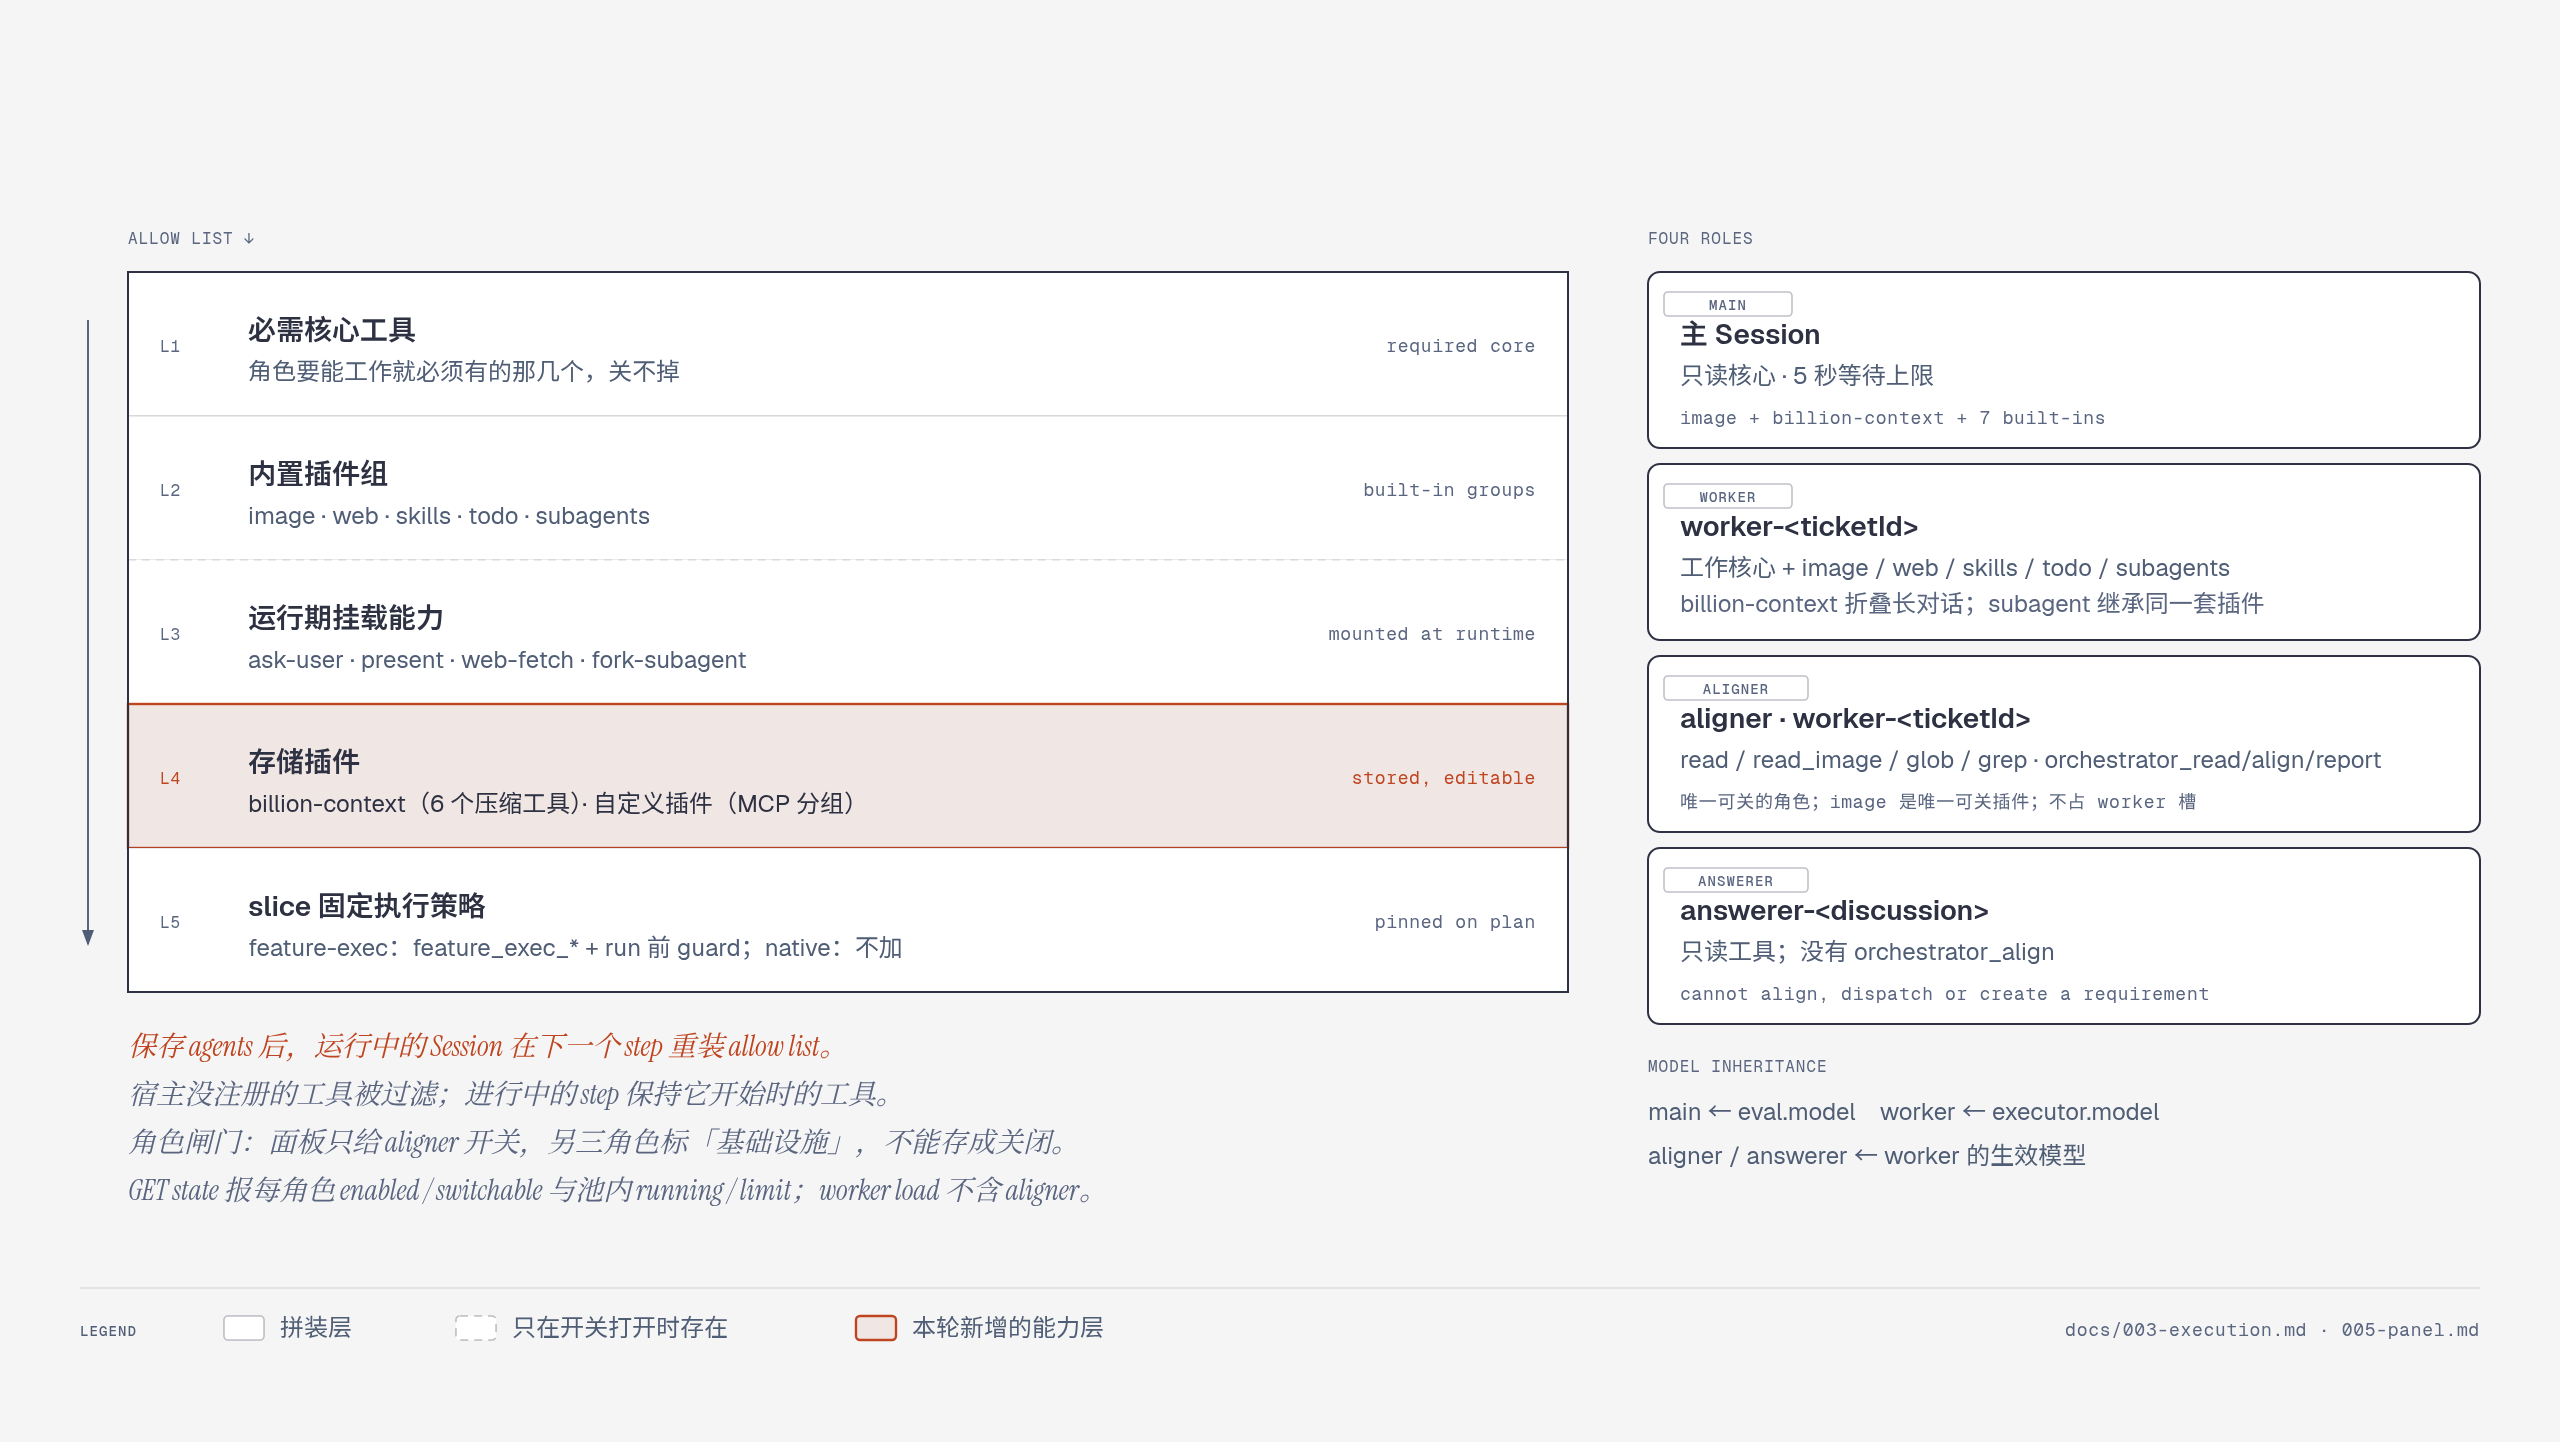 ALLOW LIST ↓
L1
必需核心工具
角色要能工作就必须有的那几个，关不掉
required core
L2
内置插件组
image · web · skills · todo · subagents
built-in groups
L3
运行期挂载能力
ask-user · present · web-fetch · fork-subagent
mounted at runtime
L4
存储插件
billion-context（6 个压缩工具）· 自定义插件（MCP 分组）
stored, editable
L5
slice 固定执行策略
feature-exec：feature_exec_* + run 前 guard；native：不加
pinned on plan
保存 agents 后，运行中的 Session 在下一个 step 重装 allow list。
宿主没注册的工具被过滤；进行中的 step 保持它开始时的工具。
角色闸门：面板只给 aligner 开关，另三角色标「基础设施」，不能存成关闭。
GET state 报每角色 enabled / switchable 与池内 running / limit；worker load 不含 aligner。
FOUR ROLES
MAIN
主 Session
只读核心 · 5 秒等待上限
image + billion-context + 7 built-ins
WORKER
worker-<ticketId>
工作核心 + image / web / skills / todo / subagents
billion-context 折叠长对话；subagent 继承同一套插件
ALIGNER
aligner · worker-<ticketId>
read / read_image / glob / grep · orchestrator_read/align/report
唯一可关的角色；image 是唯一可关插件；不占 worker 槽
ANSWERER
answerer-<discussion>
只读工具；没有 orchestrator_align
cannot align, dispatch or create a requirement
MODEL INHERITANCE
main ← eval.model worker ← executor.model
aligner / answerer ← worker 的生效模型
LEGEND
拼装层
只在开关打开时存在
本轮新增的能力层
docs/003-execution.md · 005-panel.md